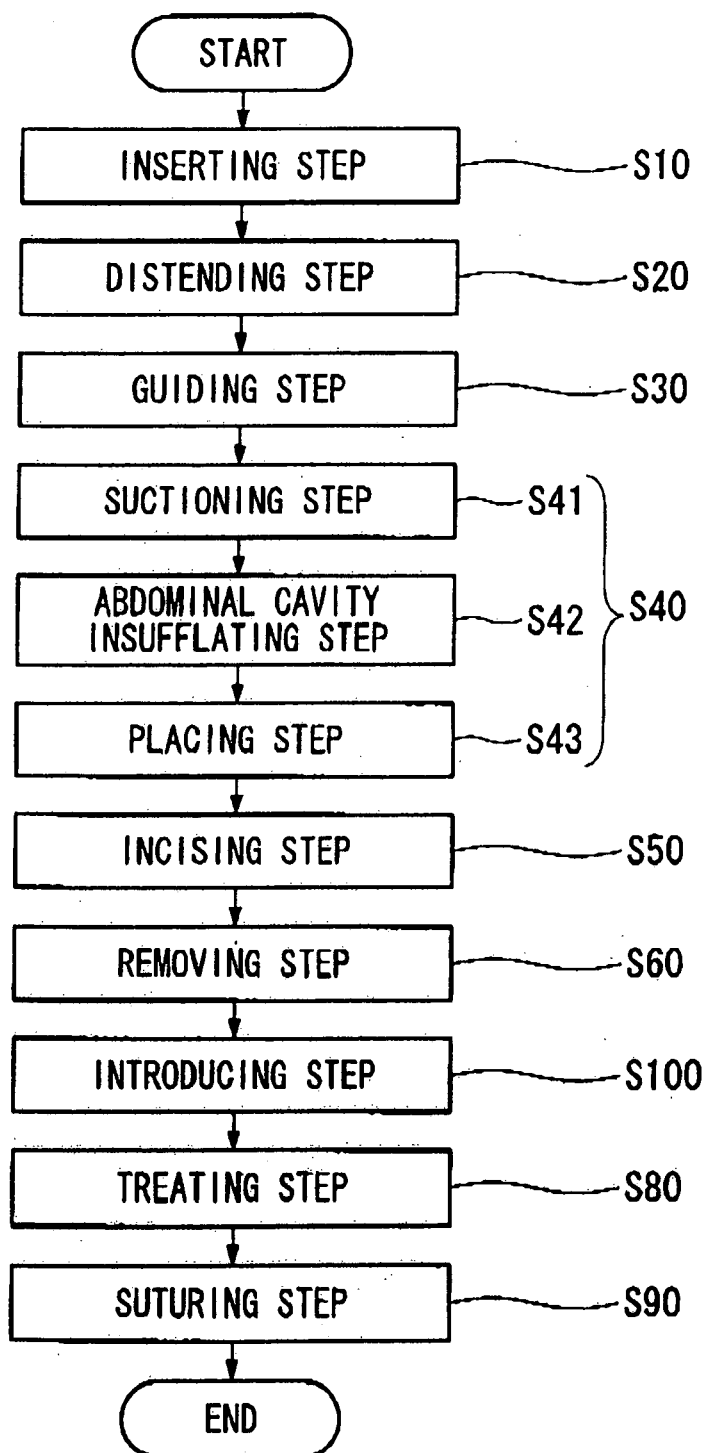 START
INSERTING STEP S10
DISTENDING STEP S20
GUIDING STEP S30
SUCTIONING STEP S41
ABDOMINAL CAVITY
INSUFFLATING STEP S42 S40
PLACING STEP S43
INCISING STEP S50
REMOVING STEP S60
INTRODUCING STEP S100
TREATING STEP S80
SUTURING STEP S90
END